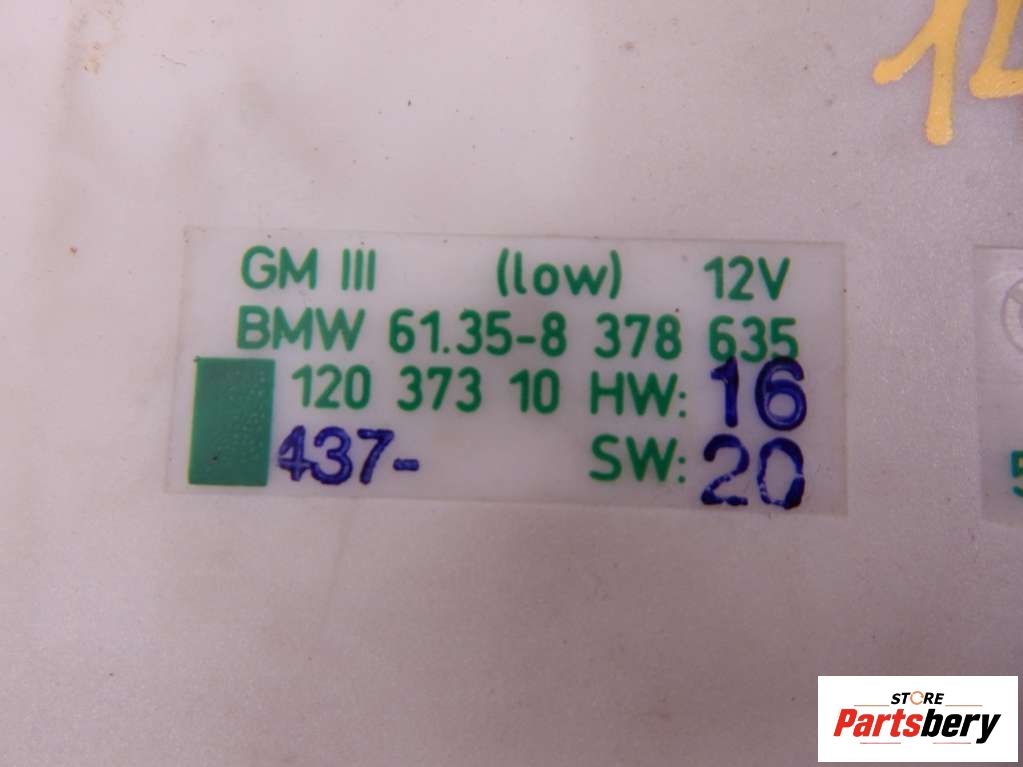 GM III (low) 12V
BMW 61.35-8 378 635
120 373 10 HW: 16
437- SW: 20
5
STORE
Partsbery